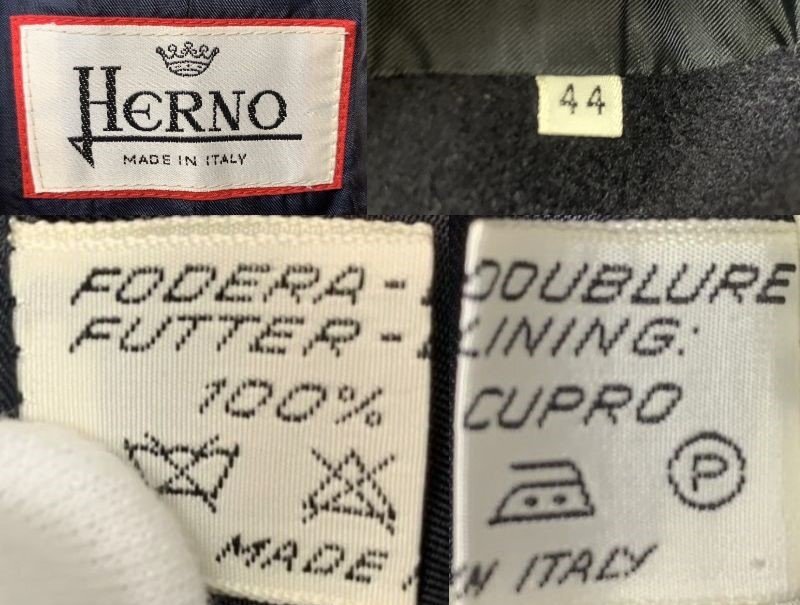 HERNO
MADE IN ITALY
44
FODERA - DOUBLURE
FUTTER - LINING:
100% CUPRO
P
MADE IN ITALY